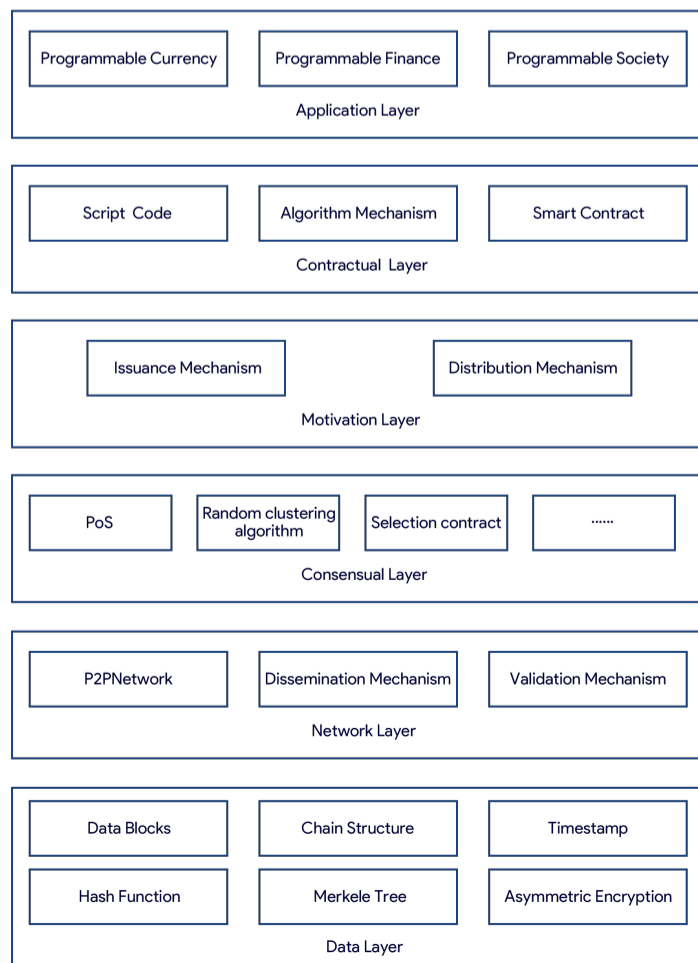 Programmable Currency
Programmable Finance
Programmable Society
Application Layer
Script Code
Algorithm Mechanism
Smart Contract
Contractual Layer
Issuance Mechanism
Distribution Mechanism
Motivation Layer
PoS
Random clustering
algorithm
Selection contract
······
Consensual Layer
P2PNetwork
Dissemination Mechanism
Validation Mechanism
Network Layer
Data Blocks
Chain Structure
Timestamp
Hash Function
Merkele Tree
Asymmetric Encryption
Data Layer